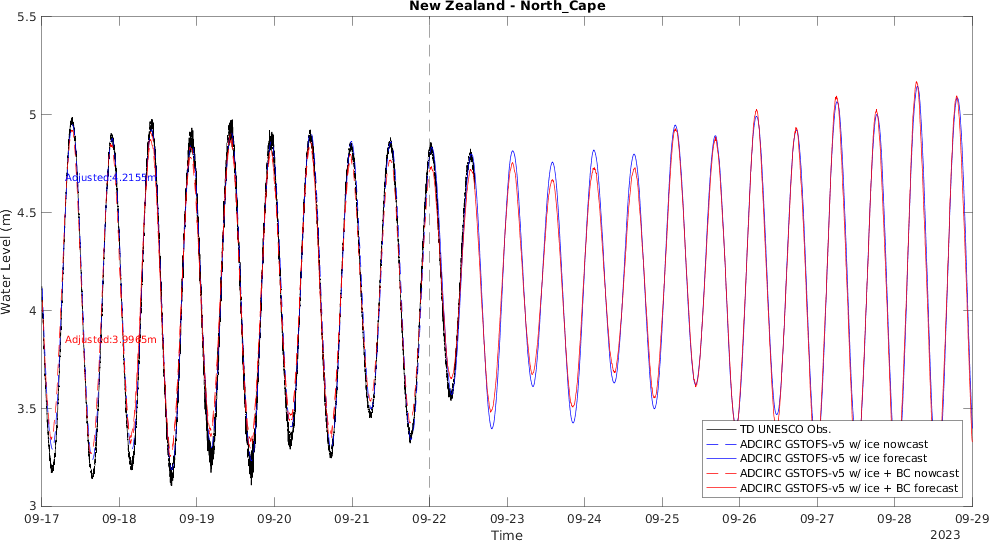 New Zealand - North_Cape
5.5
5
4.5
4
3.5
3
Water Level (m)
Adjusted:4.2155m
Adjusted:3.9965m
TD UNESCO Obs.
ADCIRC GSTOFS-v5 w/ ice nowcast
ADCIRC GSTOFS-v5 w/ ice forecast
ADCIRC GSTOFS-v5 w/ ice + BC nowcast
ADCIRC GSTOFS-v5 w/ ice + BC forecast
09-17 09-18 09-19 09-20 09-21 09-22 09-23 09-24 09-25 09-26 09-27 09-28 09-29
Time
2023